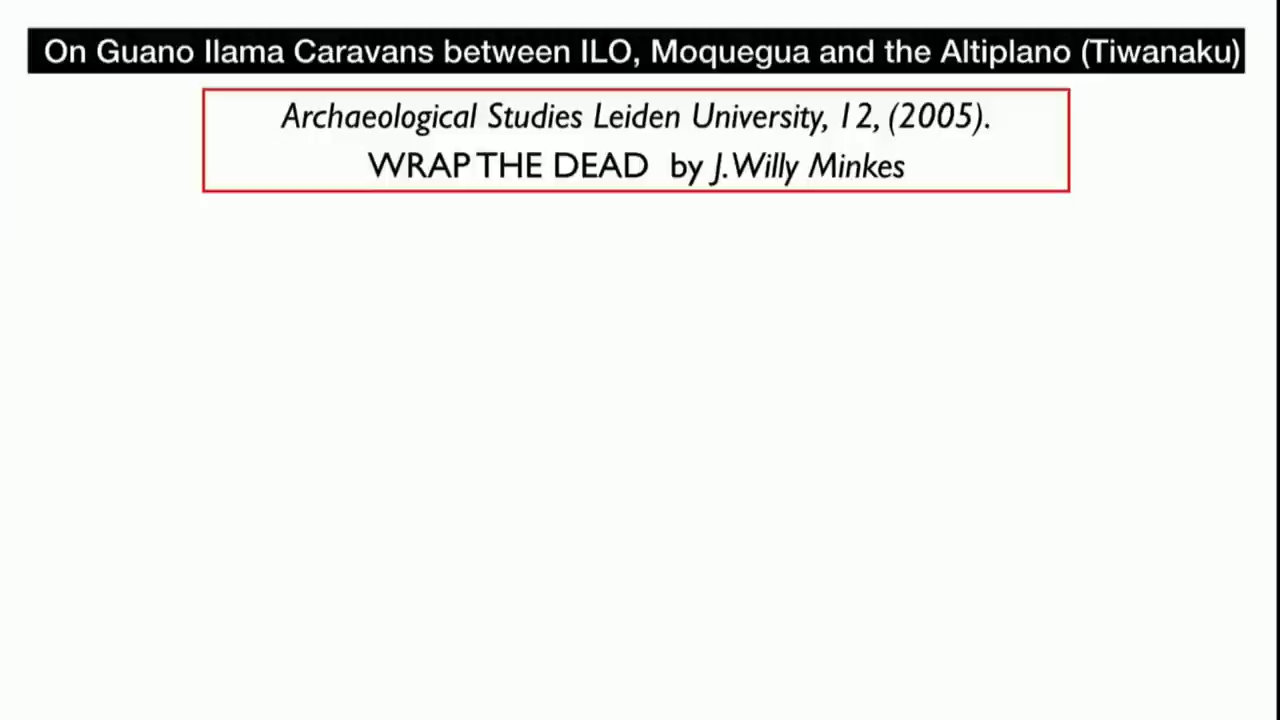 On Guano llama Caravans between ILO, Moquegua and the Altiplano (Tiwanaku)
Archaeological Studies Leiden University, 12, (2005).
WRAP THE DEAD by J. Willy Minkes